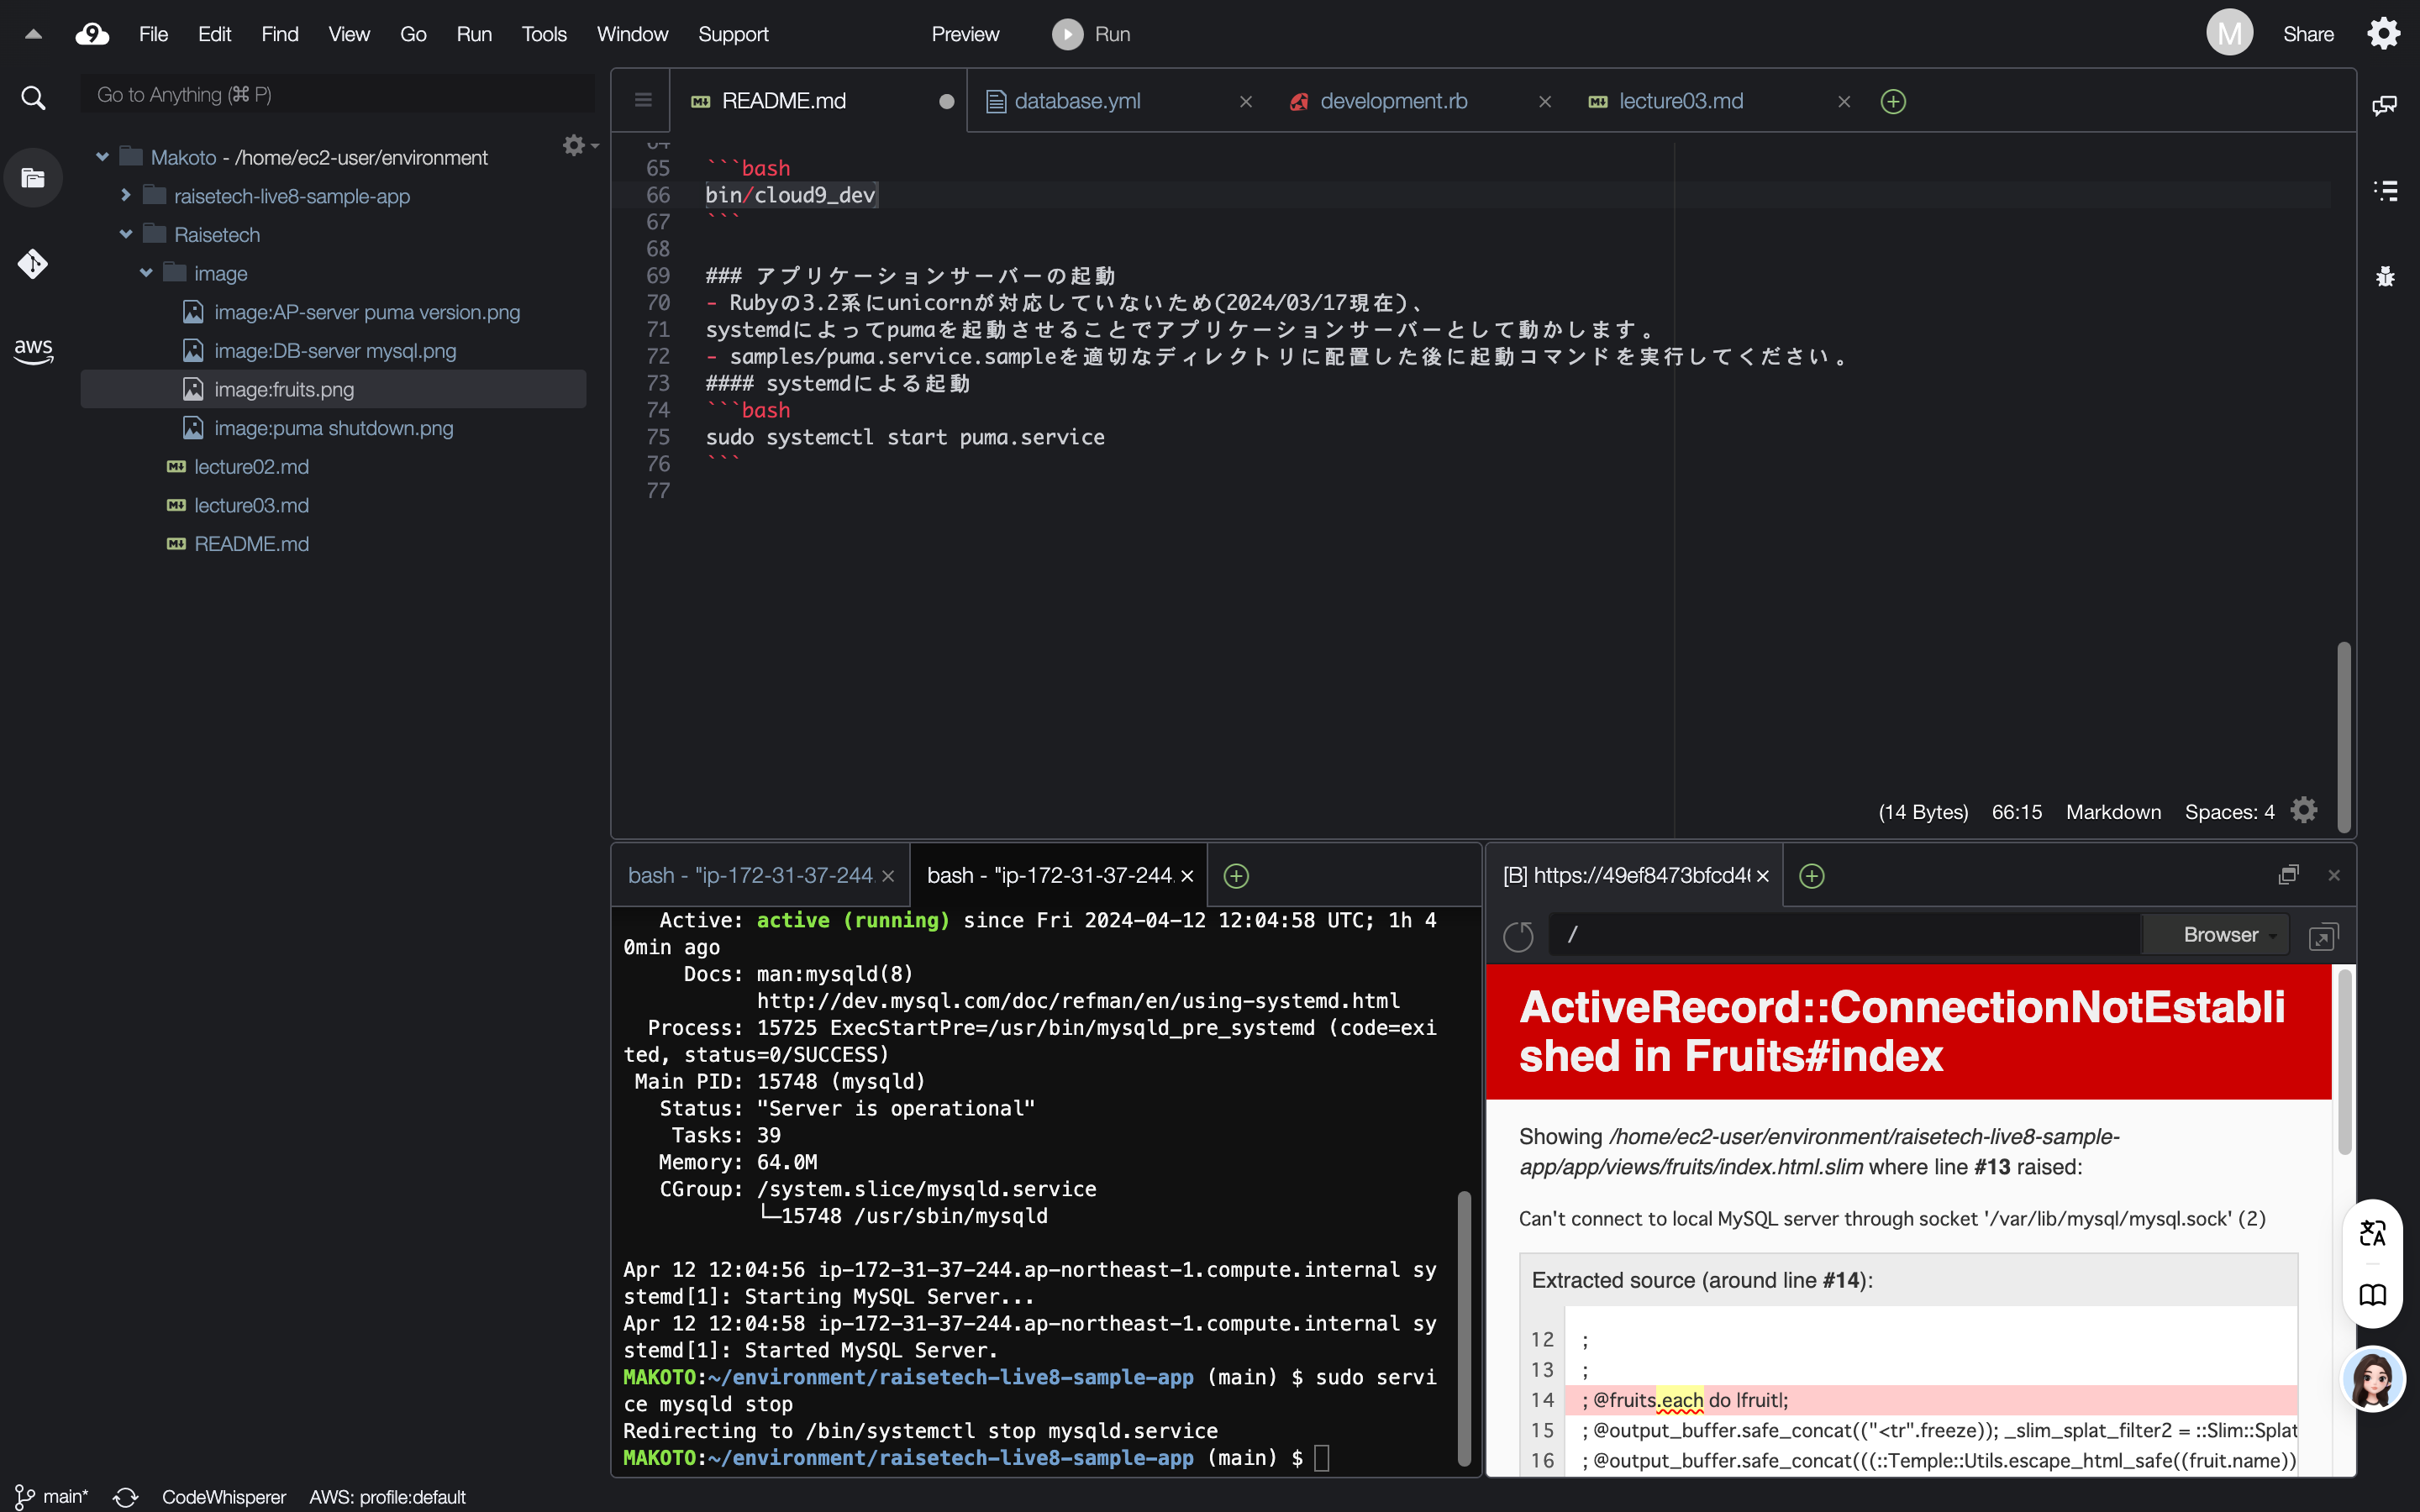 9 File Edit Find View Go Run Tools Window Support Preview Run M Share
Go to Anything (⌘ P)
Makoto - /home/ec2-user/environment
raisetech-live8-sample-app
Raisetech
image
image:AP-server puma version.png
image:DB-server mysql.png
image:fruits.png
image:puma shutdown.png
lecture02.md
lecture03.md
README.md
aws
README.md database.yml development.rb lecture03.md
64
65 ```bash
66 bin/cloud9_dev
67 ```
68
69 ### アプリケーションサーバーの起動
70 - Rubyの3.2系にunicornが対応していないため(2024/03/17現在)、
71 systemdによってpumaを起動させることでアプリケーションサーバーとして動かします。
72 - samples/puma.service.sampleを適切なディレクトリに配置した後に起動コマンドを実行してください。
73 #### systemdによる起動
74 ```bash
75 sudo systemctl start puma.service
76 ```
77
(14 Bytes) 66:15 Markdown Spaces: 4
bash - "ip-172-31-37-244. bash - "ip-172-31-37-244.
Active: active (running) since Fri 2024-04-12 12:04:58 UTC; 1h 4
0min ago
Docs: man:mysqld(8)
http://dev.mysql.com/doc/refman/en/using-systemd.html
Process: 15725 ExecStartPre=/usr/bin/mysqld_pre_systemd (code=exi
ted, status=0/SUCCESS)
Main PID: 15748 (mysqld)
Status: "Server is operational"
Tasks: 39
Memory: 64.0M
CGroup: /system.slice/mysqld.service
└─15748 /usr/sbin/mysqld
Apr 12 12:04:56 ip-172-31-37-244.ap-northeast-1.compute.internal sy
stemd[1]: Starting MySQL Server...
Apr 12 12:04:58 ip-172-31-37-244.ap-northeast-1.compute.internal sy
stemd[1]: Started MySQL Server.
MAKOTO:~/environment/raisetech-live8-sample-app (main) $ sudo servi
ce mysqld stop
Redirecting to /bin/systemctl stop mysqld.service
MAKOTO:~/environment/raisetech-live8-sample-app (main) $
[B] https://49ef8473bfcd4
/ Browser
ActiveRecord::ConnectionNotEstabli
shed in Fruits#index
Showing /home/ec2-user/environment/raisetech-live8-sample-
app/app/views/fruits/index.html.slim where line #13 raised:
Can't connect to local MySQL server through socket '/var/lib/mysql/mysql.sock' (2)
Extracted source (around line #14):
12 ;
13 ;
14 ; @fruits.each do |fruit|;
15 ; @output_buffer.safe_concat(("<tr".freeze)); _slim_splat_filter2 = ::Slim::Splat
16 ; @output_buffer.safe_concat(((::Temple::Utils.escape_html_safe((fruit.name))
文A
main* CodeWhisperer AWS: profile:default